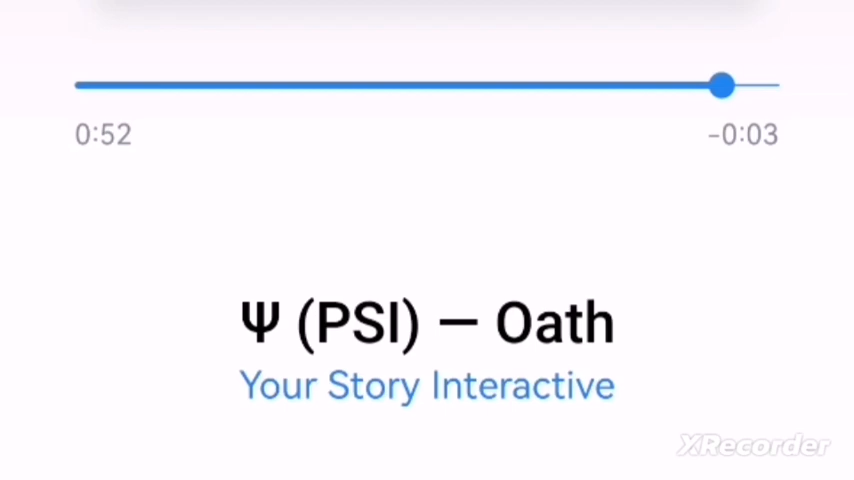 0:52 -0:03
Ψ (PSI) — Oath
Your Story Interactive
XRecorder